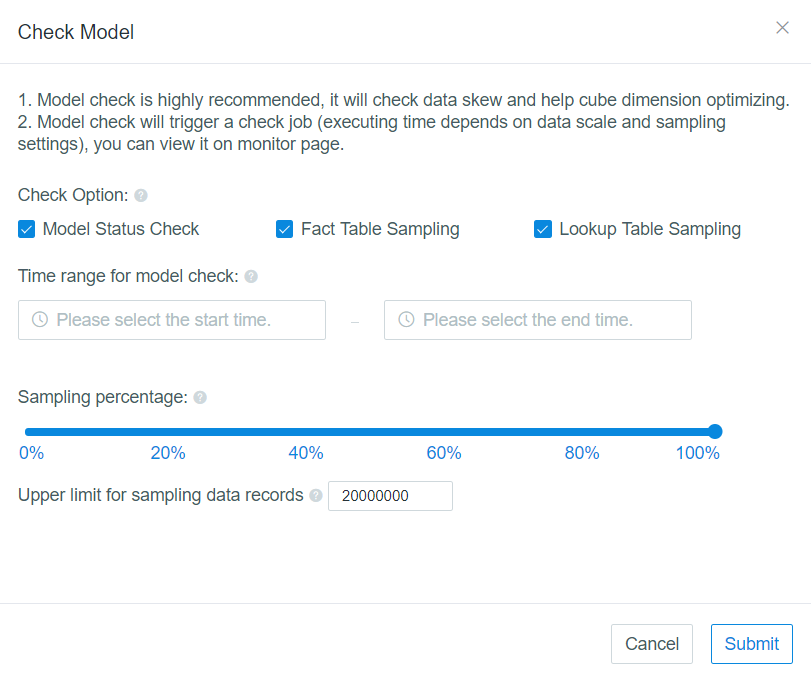 Check Model
1. Model check is highly recommended, it will check data skew and help cube dimension optimizing.
2. Model check will trigger a check job (executing time depends on data scale and sampling
settings), you can view it on monitor page.
Check Option: ?
Model Status Check Fact Table Sampling Lookup Table Sampling
Time range for model check: ?
Please select the start time. – Please select the end time.
Sampling percentage: ?
0% 20% 40% 60% 80% 100%
Upper limit for sampling data records ? 20000000
Cancel Submit